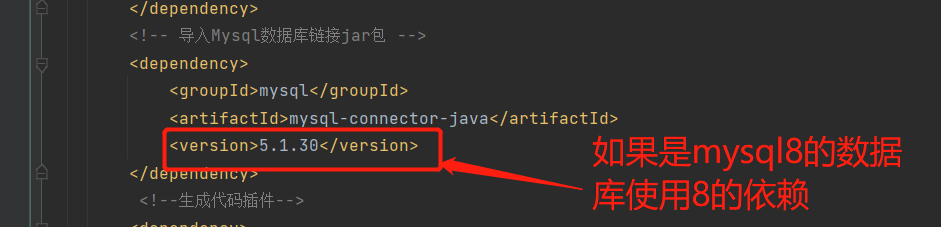 </dependency>
<!-- 导入Mysql数据库链接jar包 -->
<dependency>
<groupId>mysql</groupId>
<artifactId>mysql-connector-java</artifactId>
<version>5.1.30</version>
</dependency>
<!--生成代码插件-->
<dependency>
如果是mysql8的数据
库使用8的依赖